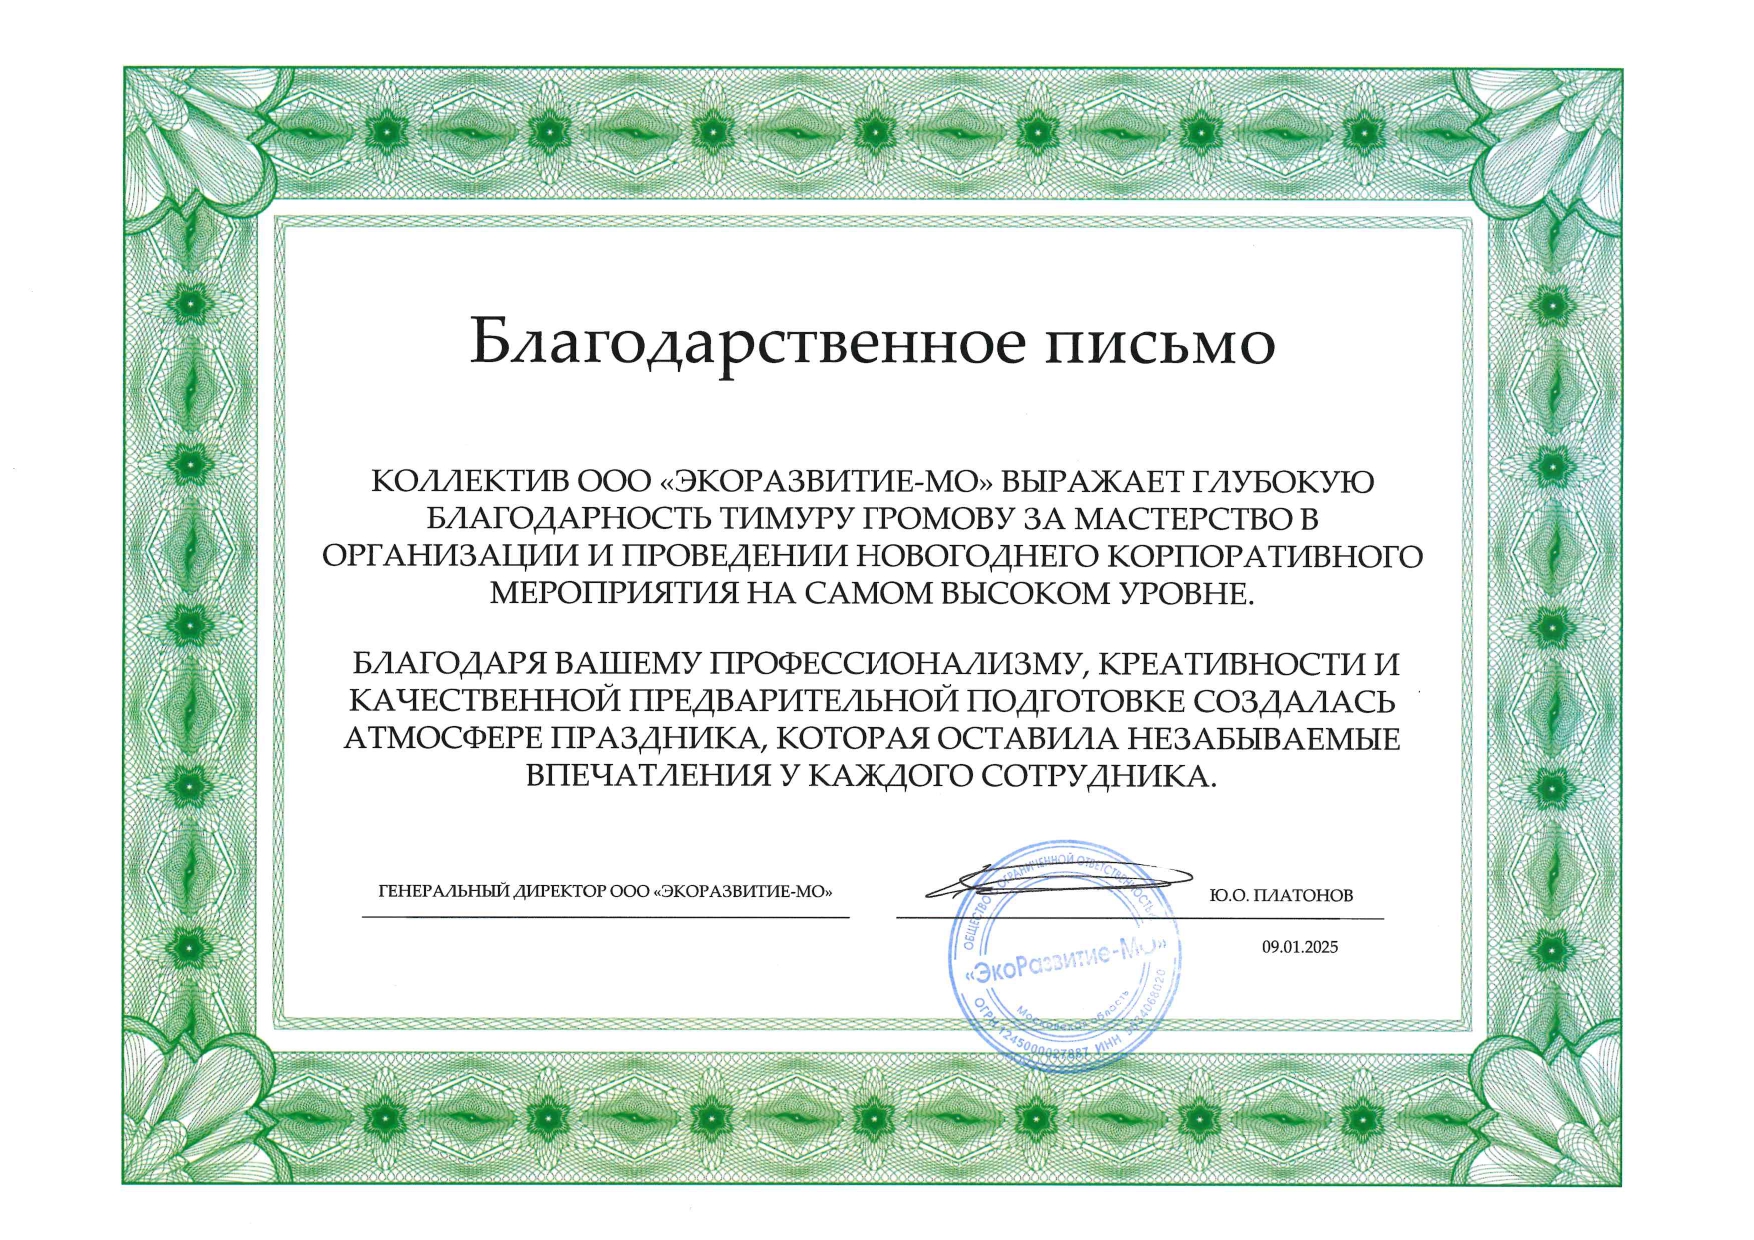 Благодарственное письмо
КОЛЛЕКТИВ ООО «ЭКОРАЗВИТИЕ-МО» ВЫРАЖАЕТ ГЛУБОКУЮ
БЛАГОДАРНОСТЬ ТИМУРУ ГРОМОВУ ЗА МАСТЕРСТВО В
ОРГАНИЗАЦИИ И ПРОВЕДЕНИИ НОВОГОДНЕГО КОРПОРАТИВНОГО
МЕРОПРИЯТИЯ НА САМОМ ВЫСОКОМ УРОВНЕ.
БЛАГОДАРЯ ВАШЕМУ ПРОФЕССИОНАЛИЗМУ, КРЕАТИВНОСТИ И
КАЧЕСТВЕННОЙ ПРЕДВАРИТЕЛЬНОЙ ПОДГОТОВКЕ СОЗДАЛАСЬ
АТМОСФЕРЕ ПРАЗДНИКА, КОТОРАЯ ОСТАВИЛА НЕЗАБЫВАЕМЫЕ
ВПЕЧАТЛЕНИЯ У КАЖДОГО СОТРУДНИКА.
ГЕНЕРАЛЬНЫЙ ДИРЕКТОР ООО «ЭКОРАЗВИТИЕ-МО»
Ю.О. ПЛАТОНОВ
09.01.2025
ОБЩЕСТВО ОГРАНИЧЕННОЙ ОТВЕТСТВЕННОСТЬЮ
«ЭкоРазвитие-МО»
Московская область
ОГРН ИНН